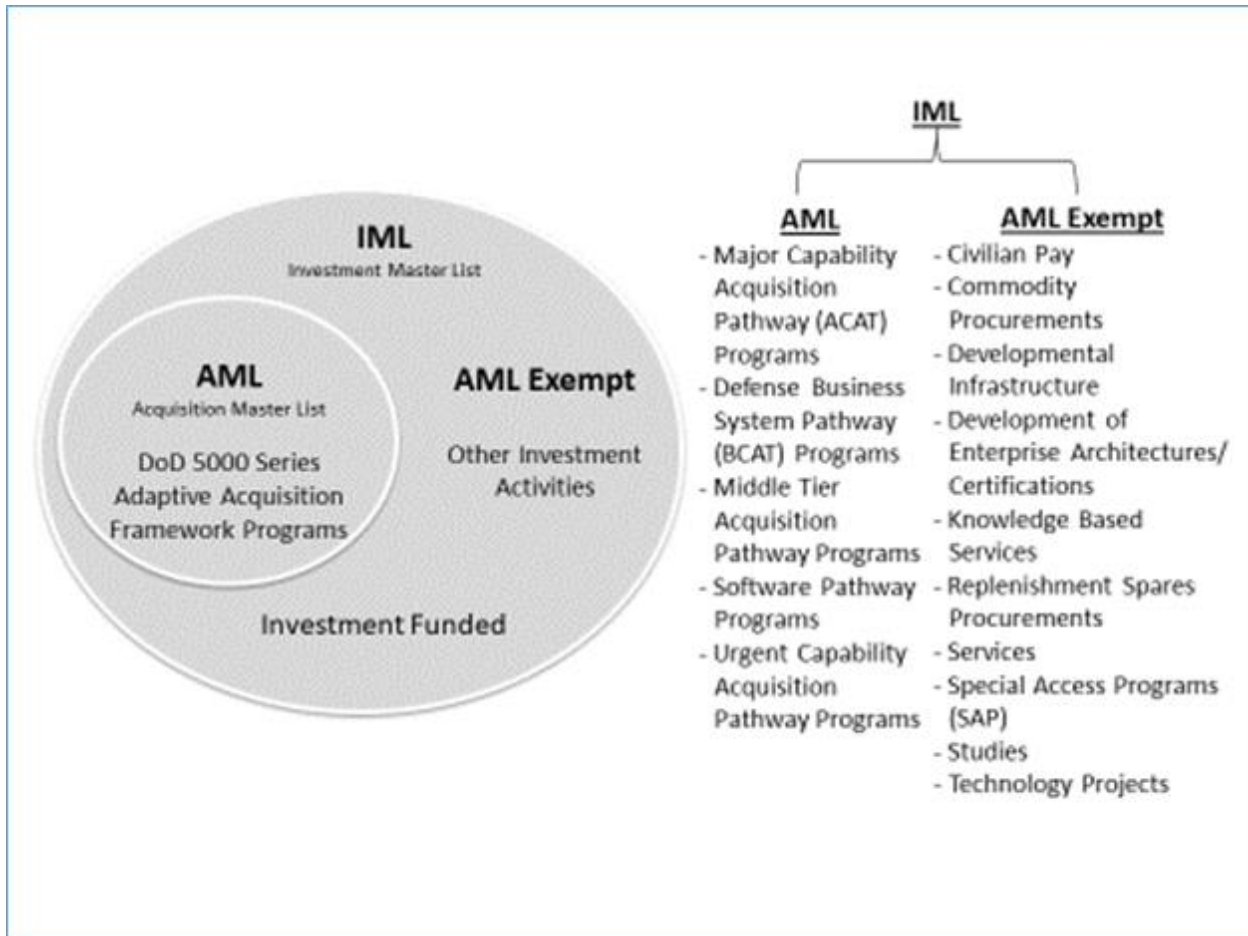 IML
Investment Master List
AML
Acquisition Master List
DoD 5000 Series
Adaptive Acquisition
Framework Programs
AML Exempt
Other Investment
Activities
Investment Funded
IML
AML
- Major Capability
Acquisition
Pathway (ACAT)
Programs
- Defense Business
System Pathway
(BCAT) Programs
- Middle Tier
Acquisition
Pathway Programs
- Software Pathway
Programs
- Urgent Capability
Acquisition
Pathway Programs
AML Exempt
- Civilian Pay
- Commodity
Procurements
- Developmental
Infrastructure
- Development of
Enterprise Architectures/
Certifications
- Knowledge Based
Services
- Replenishment Spares
Procurements
- Services
- Special Access Programs
(SAP)
- Studies
- Technology Projects